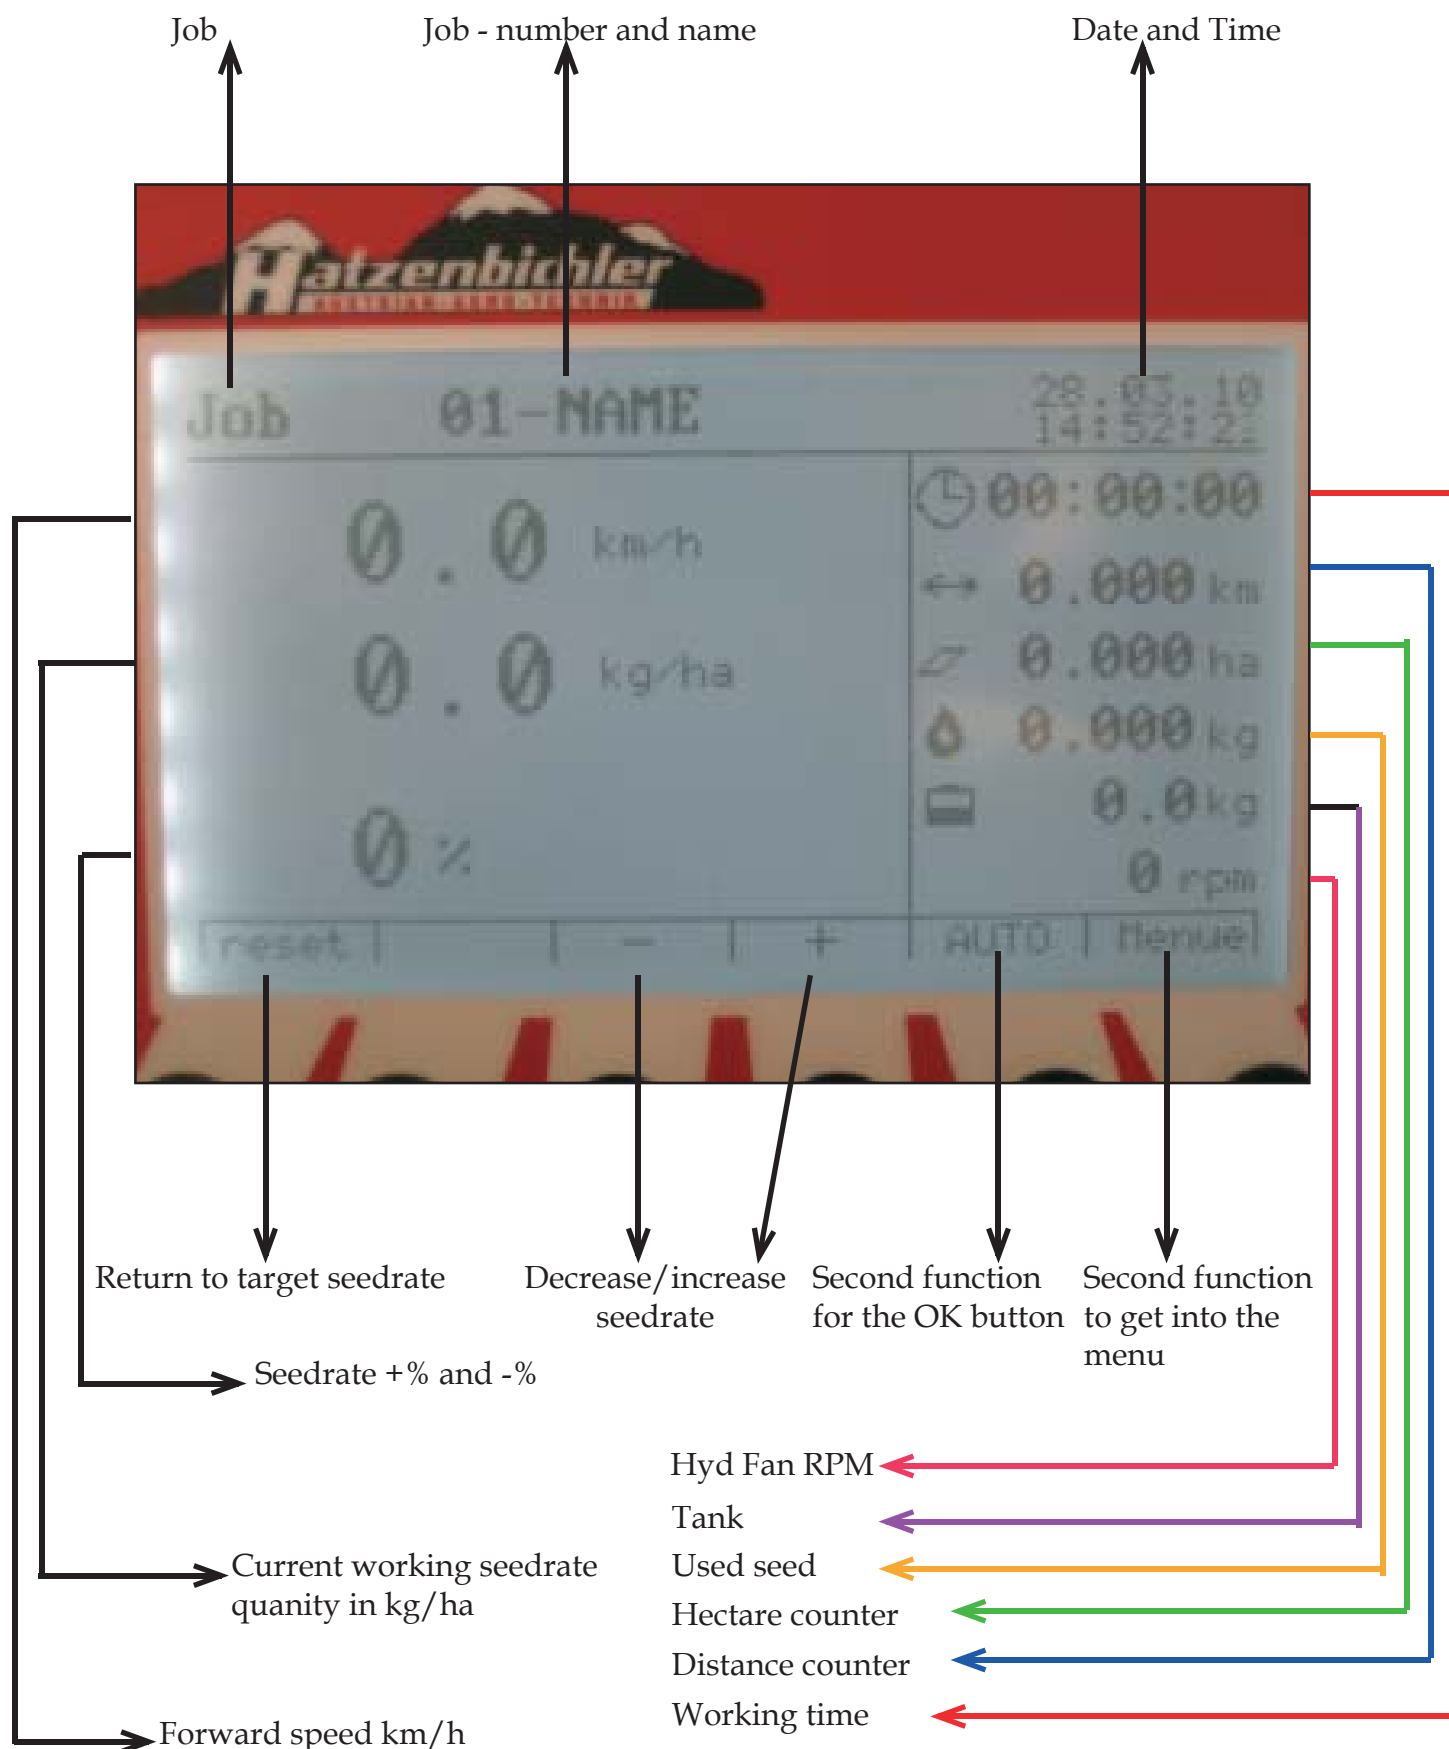 Job
Job - number and name
Date and Time
Hatzenbichler
Job 01-NAME
28.03.10
00:00:00
0.0 km/h
0.000 km
0.0 kg/ha
0.000 ha
0.000 kg
0.0 kg
0 %
0 rpm
reset - + AUTO Menue
Return to target seedrate
Decrease/increase
seedrate
Second function
for the OK button
Second function
to get into the
menu
Seedrate +% and -%
Hyd Fan RPM
Tank
Used seed
Hectare counter
Distance counter
Working time
Current working seedrate
quanity in kg/ha
Forward speed km/h